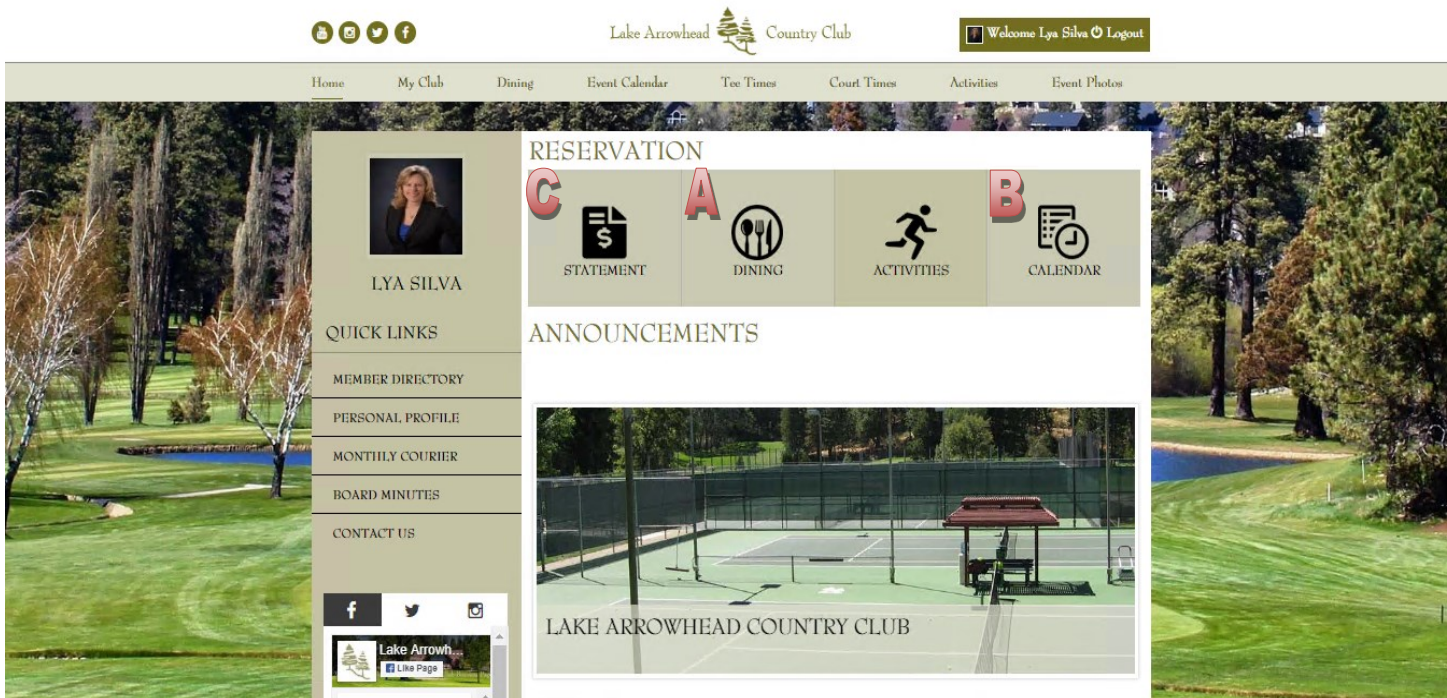 Lake Arrowhead Country Club
Welcome Lya Silva Logout
Home My Club Dining Event Calendar Tee Times Court Times Activities Event Photos
RESERVATION
C A B
STATEMENT DINING ACTIVITIES CALENDAR
LYA SILVA
QUICK LINKS
MEMBER DIRECTORY
PERSONAL PROFILE
MONTHLY COURIER
BOARD MINUTES
CONTACT US
Lake Arrowh...
Like Page
ANNOUNCEMENTS
LAKE ARROWHEAD COUNTRY CLUB